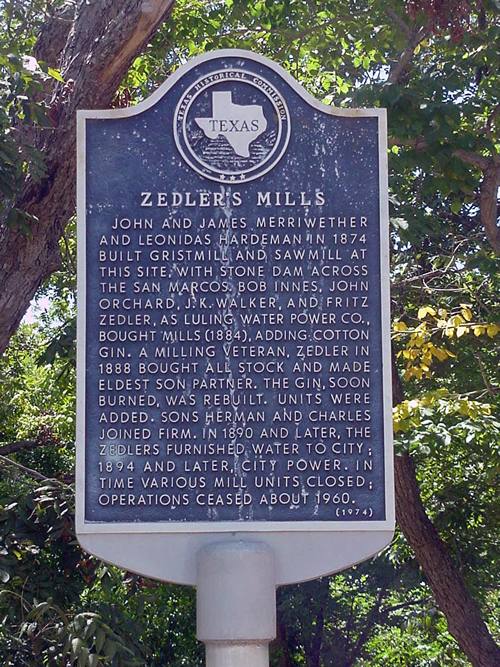 TEXAS HISTORICAL COMMISSION
TEXAS
ZEDLER'S MILLS
JOHN AND JAMES MERRIWETHER
AND LEONIDAS HARDEMAN IN 1874
BUILT GRISTMILL AND SAWMILL AT
THIS SITE, WITH STONE DAM ACROSS
THE SAN MARCOS. BOB INNES, JOHN
ORCHARD, J.K. WALKER, AND FRITZ
ZEDLER, AS LULING WATER POWER CO.,
BOUGHT MILLS (1884), ADDING COTTON
GIN. A MILLING VETERAN, ZEDLER IN
1888 BOUGHT ALL STOCK AND MADE
ELDEST SON PARTNER. THE GIN, SOON
BURNED, WAS REBUILT. UNITS WERE
ADDED. SONS HERMAN AND CHARLES
JOINED FIRM. IN 1890 AND LATER, THE
ZEDLERS FURNISHED WATER TO CITY;
1894 AND LATER, CITY POWER. IN
TIME VARIOUS MILL UNITS CLOSED;
OPERATIONS CEASED ABOUT 1960.
(1974)